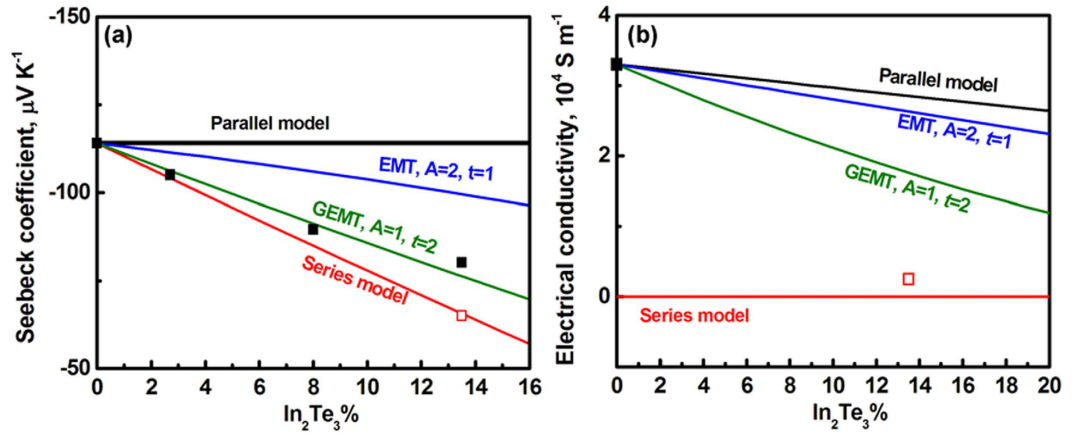 (a)
Seebeck coefficient, μV K⁻¹
-150
-100
-50
Parallel model
EMT, A=2, t=1
GEMT, A=1, t=2
Series model
0 2 4 6 8 10 12 14 16
In₂Te₃%
(b)
Electrical conductivity, 10⁴ S m⁻¹
4
2
0
Parallel model
EMT, A=2, t=1
GEMT, A=1, t=2
Series model
0 2 4 6 8 10 12 14 16 18 20
In₂Te₃%